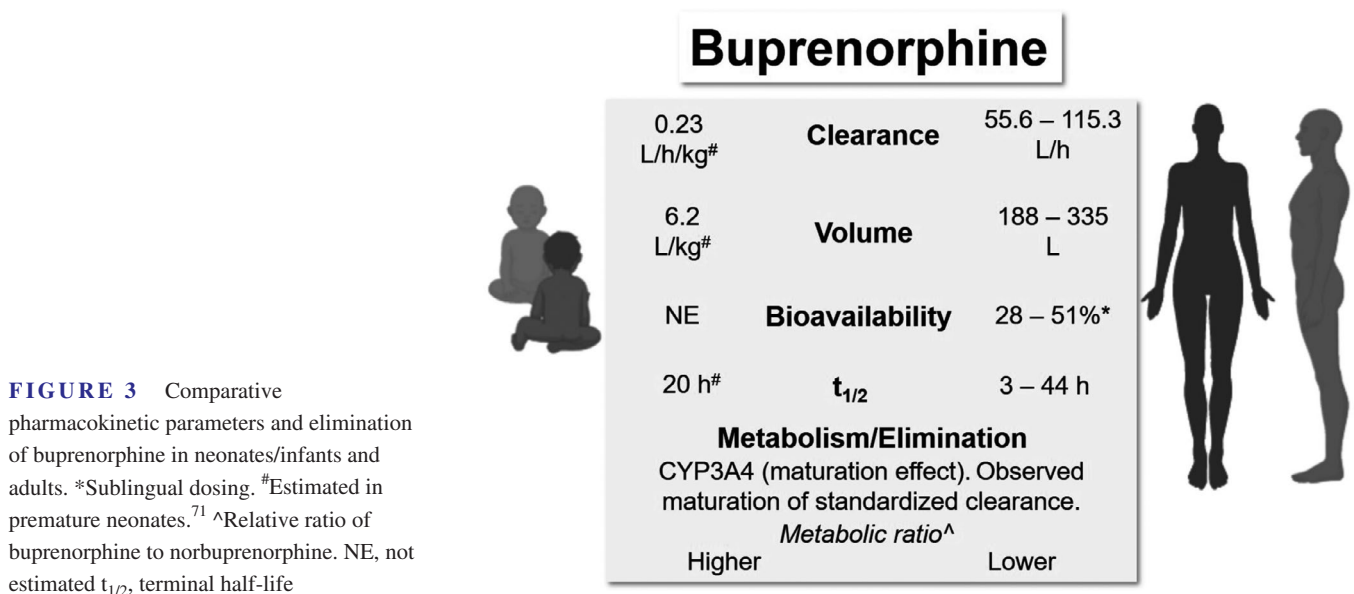 Buprenorphine
0.23
L/h/kg#
Clearance
55.6 – 115.3
L/h
6.2
L/kg#
Volume
188 – 335
L
NE
Bioavailability
28 – 51%*
20 h#
t1/2
3 – 44 h
Metabolism/Elimination
CYP3A4 (maturation effect). Observed
maturation of standardized clearance.
Metabolic ratio^
Higher
Lower
FIGURE 3 Comparative
pharmacokinetic parameters and elimination
of buprenorphine in neonates/infants and
adults. *Sublingual dosing. #Estimated in
premature neonates.71 ^Relative ratio of
buprenorphine to norbuprenorphine. NE, not
estimated t1/2, terminal half-life